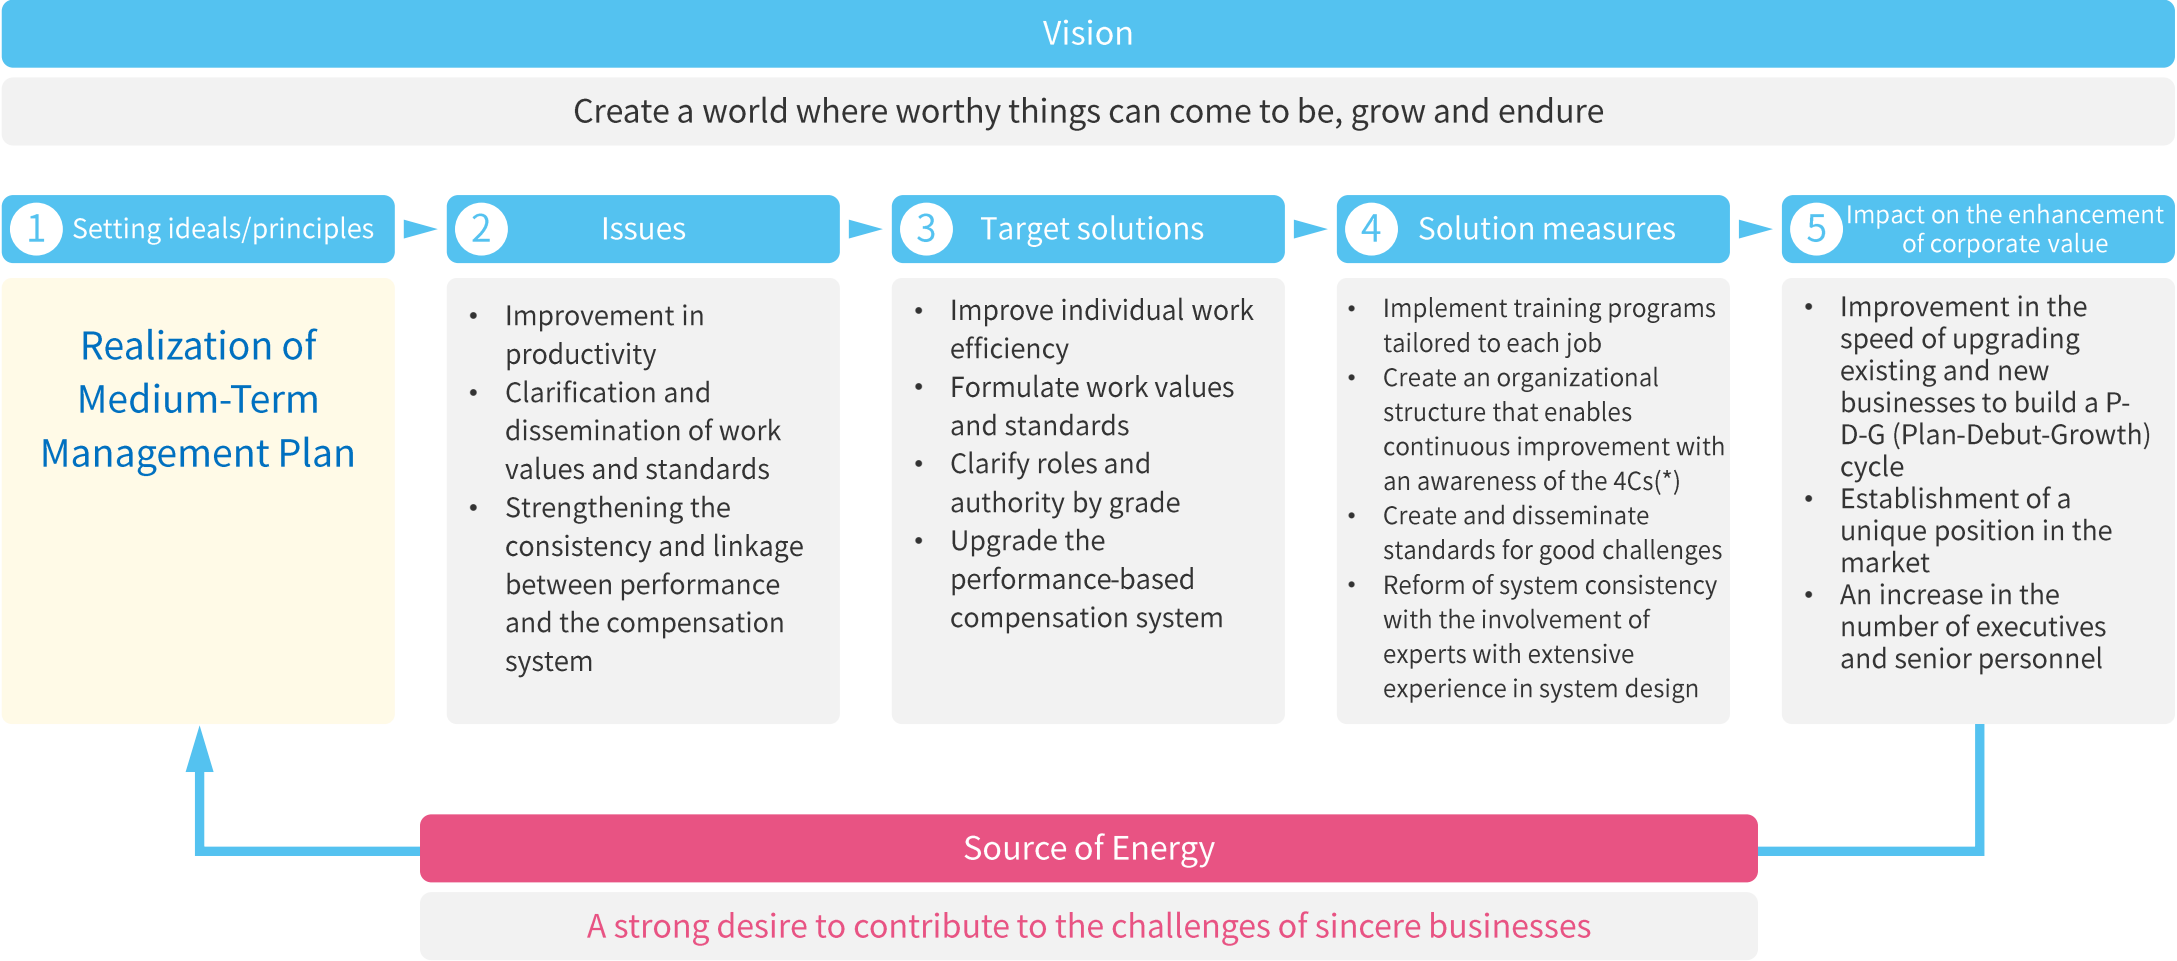 Vision
Create a world where worthy things can come to be, grow and endure
1 Setting ideals/principles
Realization of
Medium-Term
Management Plan
2 Issues
• Improvement in
productivity
• Clarification and
dissemination of work
values and standards
• Strengthening the
consistency and linkage
between performance
and the compensation
system
3 Target solutions
• Improve individual work
efficiency
• Formulate work values
and standards
• Clarify roles and
authority by grade
• Upgrade the
performance-based
compensation system
4 Solution measures
• Implement training programs
tailored to each job
• Create an organizational
structure that enables
continuous improvement with
an awareness of the 4Cs(*)
• Create and disseminate
standards for good challenges
• Reform of system consistency
with the involvement of
experts with extensive
experience in system design
5 Impact on the enhancement
of corporate value
• Improvement in the
speed of upgrading
existing and new
businesses to build a P-
D-G (Plan-Debut-Growth)
cycle
• Establishment of a
unique position in the
market
• An increase in the
number of executives
and senior personnel
Source of Energy
A strong desire to contribute to the challenges of sincere businesses